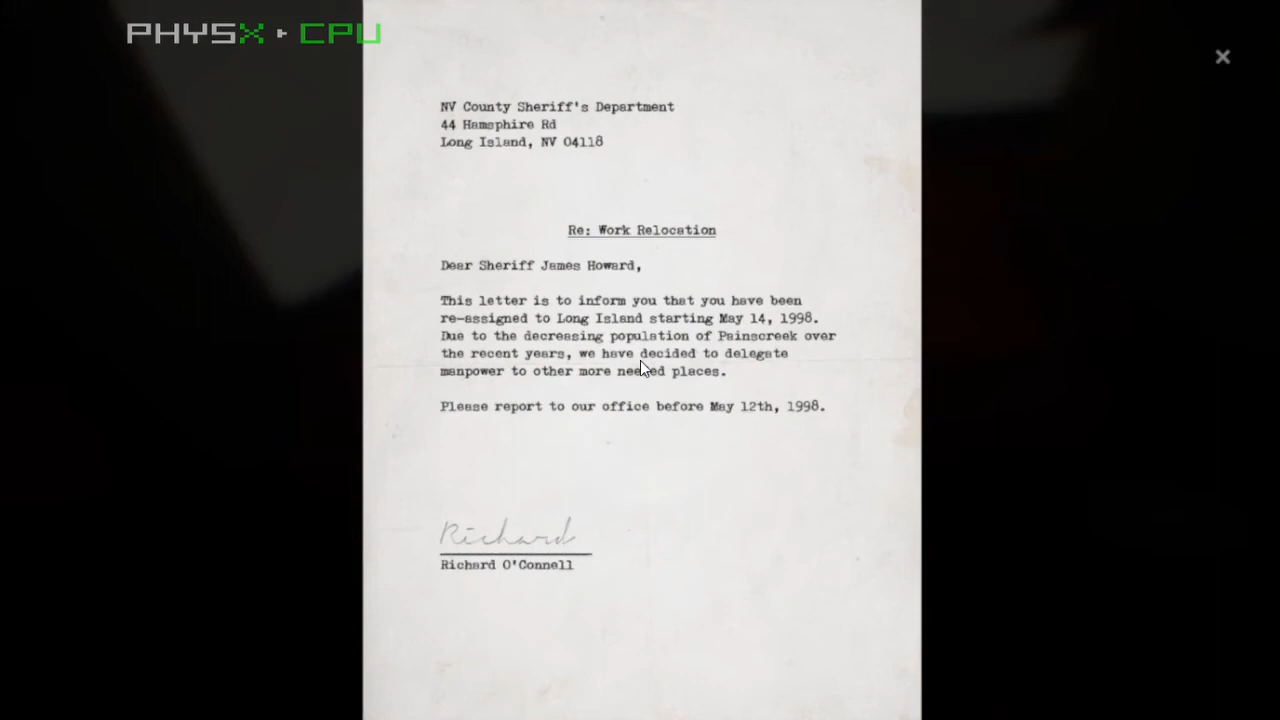 PHYSX ▸ CPU
NV County Sheriff's Department
44 Hamsphire Rd
Long Island, NV 04118
Re: Work Relocation
Dear Sheriff James Howard,
This letter is to inform you that you have been
re-assigned to Long Island starting May 14, 1998.
Due to the decreasing population of Painscreek over
the recent years, we have decided to delegate
manpower to other more needed places.
Please report to our office before May 12th, 1998.
Richard
Richard O'Connell